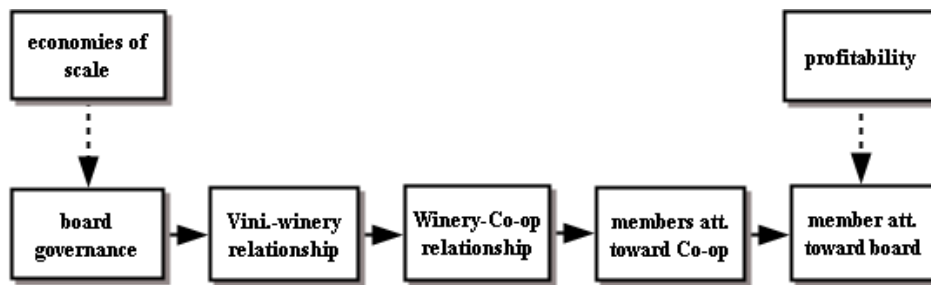 economies of
scale
profitability
board
governance
Vini.-winery
relationship
Winery-Co-op
relationship
members att.
toward Co-op
member att.
toward board